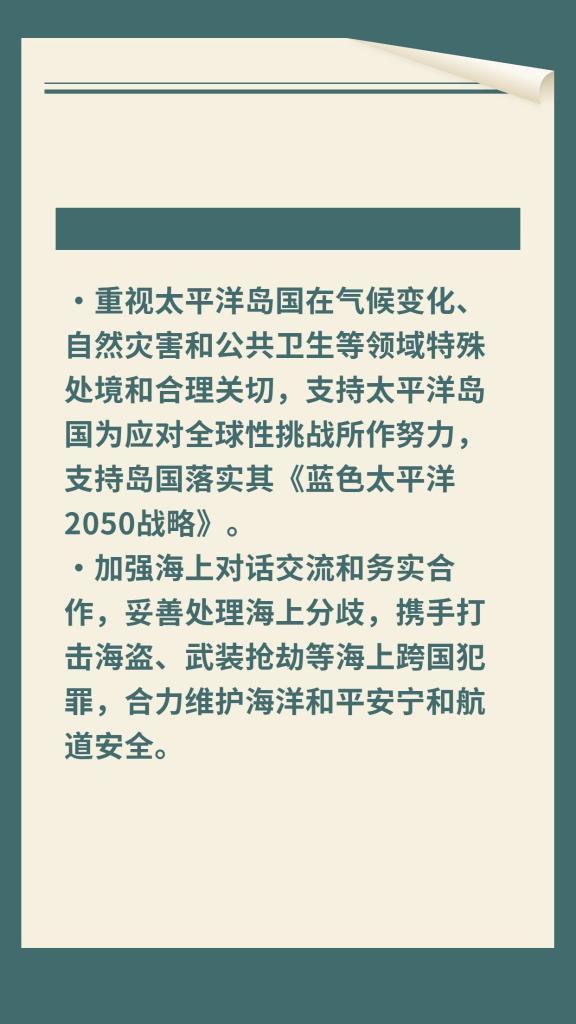 ·重视太平洋岛国在气候变化、
自然灾害和公共卫生等领域特殊
处境和合理关切，支持太平洋岛
国为应对全球性挑战所作努力，
支持岛国落实其《蓝色太平洋
2050战略》。
·加强海上对话交流和务实合
作，妥善处理海上分歧，携手打
击海盗、武装抢劫等海上跨国犯
罪，合力维护海洋和平安宁和航
道安全。